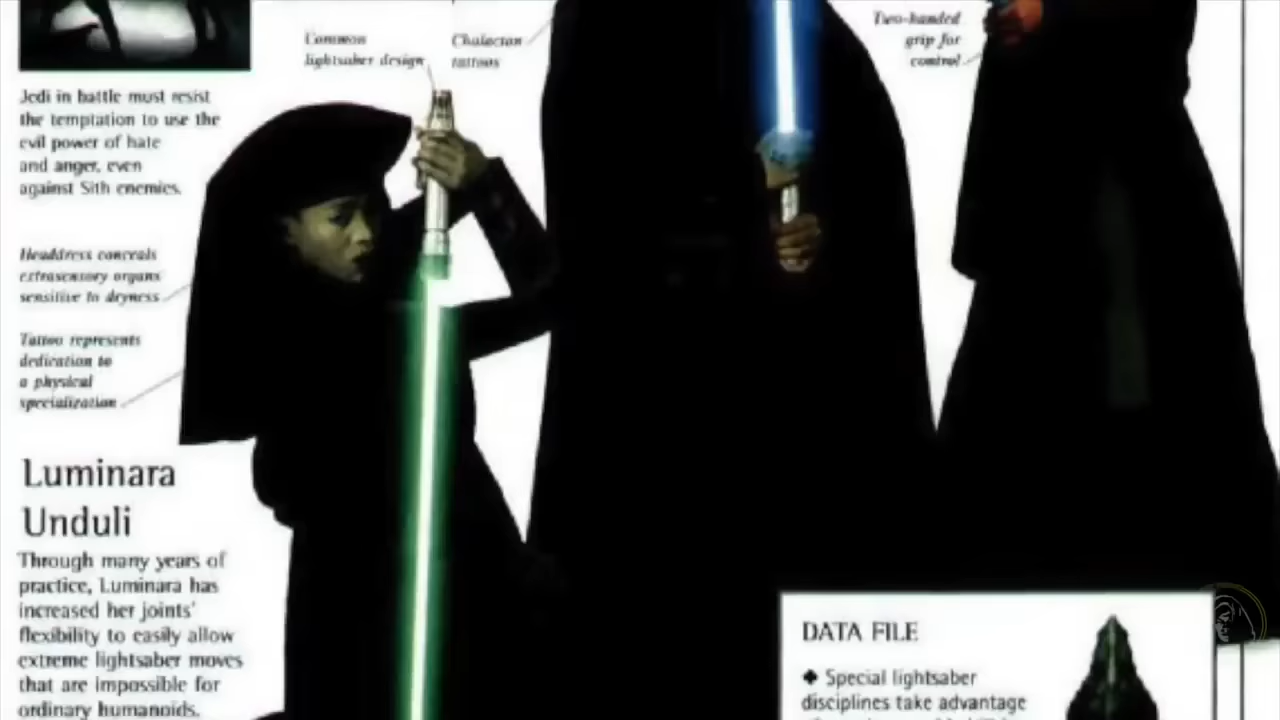 Common
lightsaber design
Chalactan
tattoos
Two-handed
grip for
control
Jedi in battle must resist
the temptation to use the
evil power of hate
and anger, even
against Sith enemies.
Headdress conceals
extrasensory organs
sensitive to dryness
Tattoo represents
dedication to
a physical
specialization
Luminara
Unduli
Through many years of
practice, Luminara has
increased her joints'
flexibility to easily allow
extreme lightsaber moves
that are impossible for
ordinary humanoids.
DATA FILE
◆ Special lightsaber
disciplines take advantage